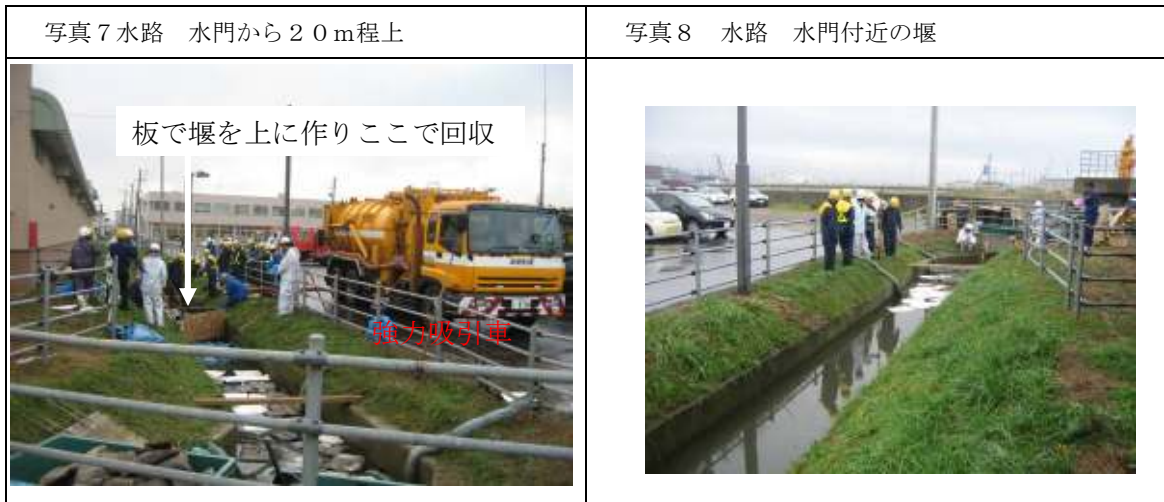 写真７水路　水門から２０ｍ程上
写真８　水路　水門付近の堰
板で堰を上に作りここで回収
強力吸引車